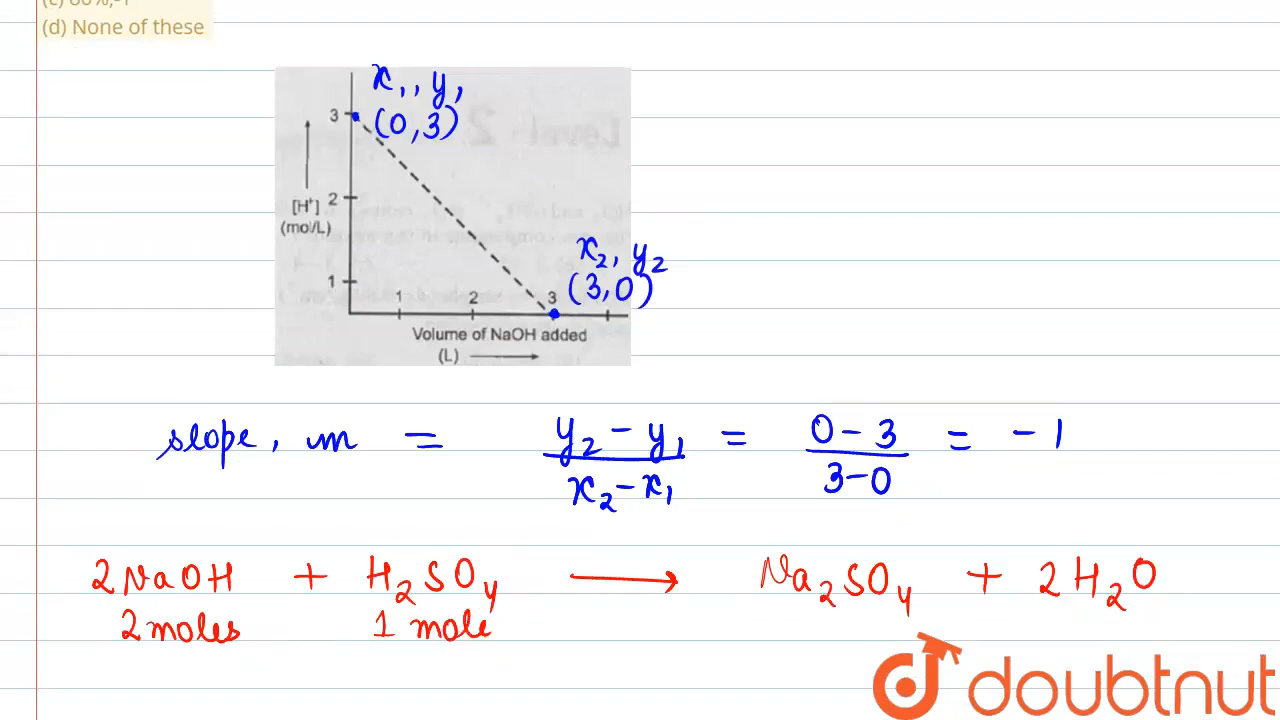 (d) None of these
x₁, y₁
(0,3)
3
[H⁺] 2
(mol/L)
x₂, y₂
(3,0)
1
1 2 3
Volume of NaOH added
(L)
slope, m = y₂ - y₁ / x₂ - x₁ = 0 - 3 / 3 - 0 = -1
2NaOH + H₂SO₄ → Na₂SO₄ + 2H₂O
2 moles 1 mole
doubtnut